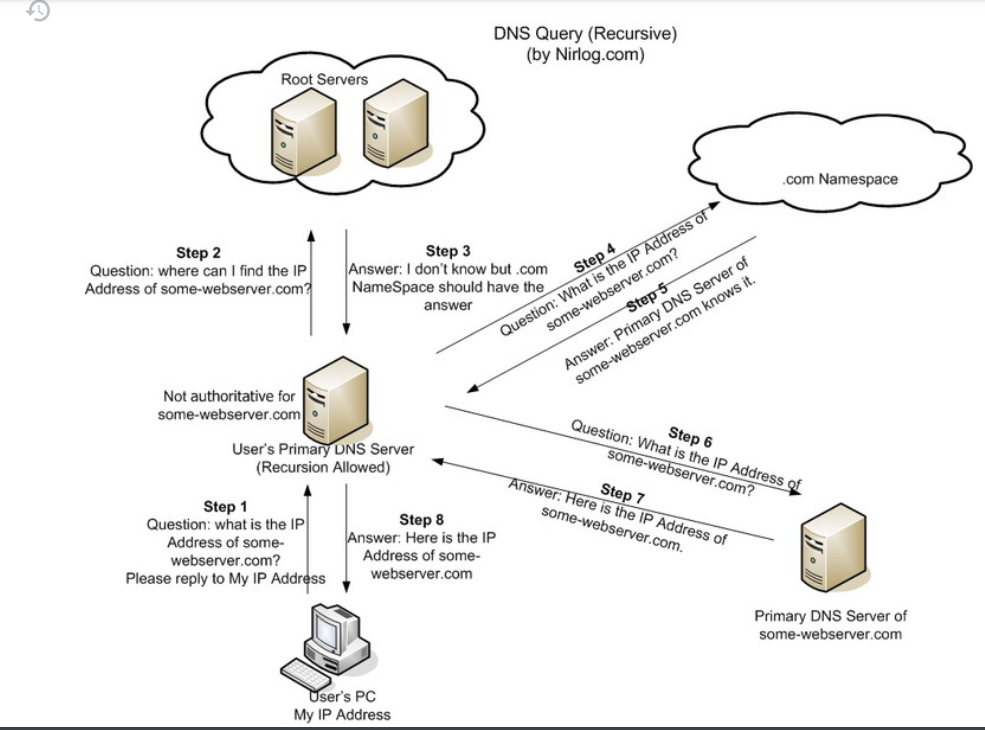 DNS Query (Recursive)
(by Nirlog.com)
Root Servers
.com Namespace
Step 2
Question: where can I find the IP
Address of some-webserver.com?
Step 3
Answer: I don't know but .com
NameSpace should have the
answer
Step 4
Question: What is the IP Address of
some-webserver.com?
Step 5
Answer: Primary DNS Server of
some-webserver.com knows it.
Not authoritative for
some-webserver.com
User's Primary DNS Server
(Recursion Allowed)
Step 6
Question: What is the IP Address of
some-webserver.com?
Step 7
Answer: Here is the IP Address of
some-webserver.com.
Step 1
Question: what is the IP
Address of some-
webserver.com?
Please reply to My IP Address
Step 8
Answer: Here is the IP
Address of some-
webserver.com
Primary DNS Server of
some-webserver.com
User's PC
My IP Address